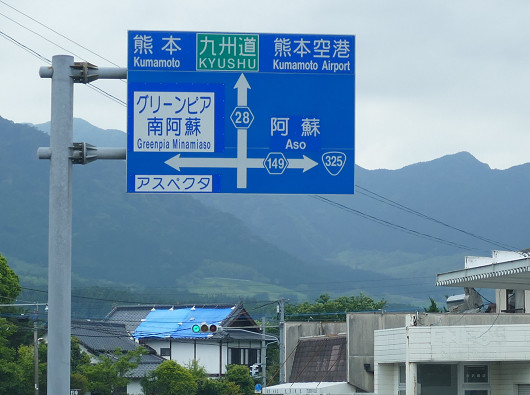 熊本
Kumamoto
九州道
KYUSHU
熊本空港
Kumamoto Airport
28
グリーンピア
南阿蘇
Greenpia Minamiaso
阿蘇
Aso
149
325
アスペクタ